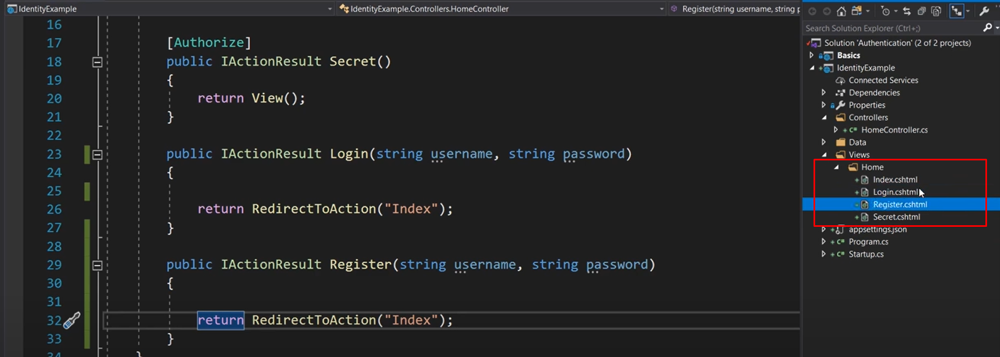 IdentityExample
IdentityExample.Controllers.HomeController
Register(string username, string p
16
17 [Authorize]
18 public IActionResult Secret()
19 {
20 return View();
21 }
22
23 public IActionResult Login(string username, string password)
24 {
25
26 return RedirectToAction("Index");
27 }
28
29 public IActionResult Register(string username, string password)
30 {
31
32 return RedirectToAction("Index");
33 }
34 }
Search Solution Explorer (Ctrl+;)
Solution 'Authentication' (2 of 2 projects)
Basics
IdentityExample
Connected Services
Dependencies
Properties
Controllers
C# HomeController.cs
Data
Views
Home
Index.cshtml
Login.cshtml
Register.cshtml
Secret.cshtml
appsettings.json
C# Program.cs
C# Startup.cs